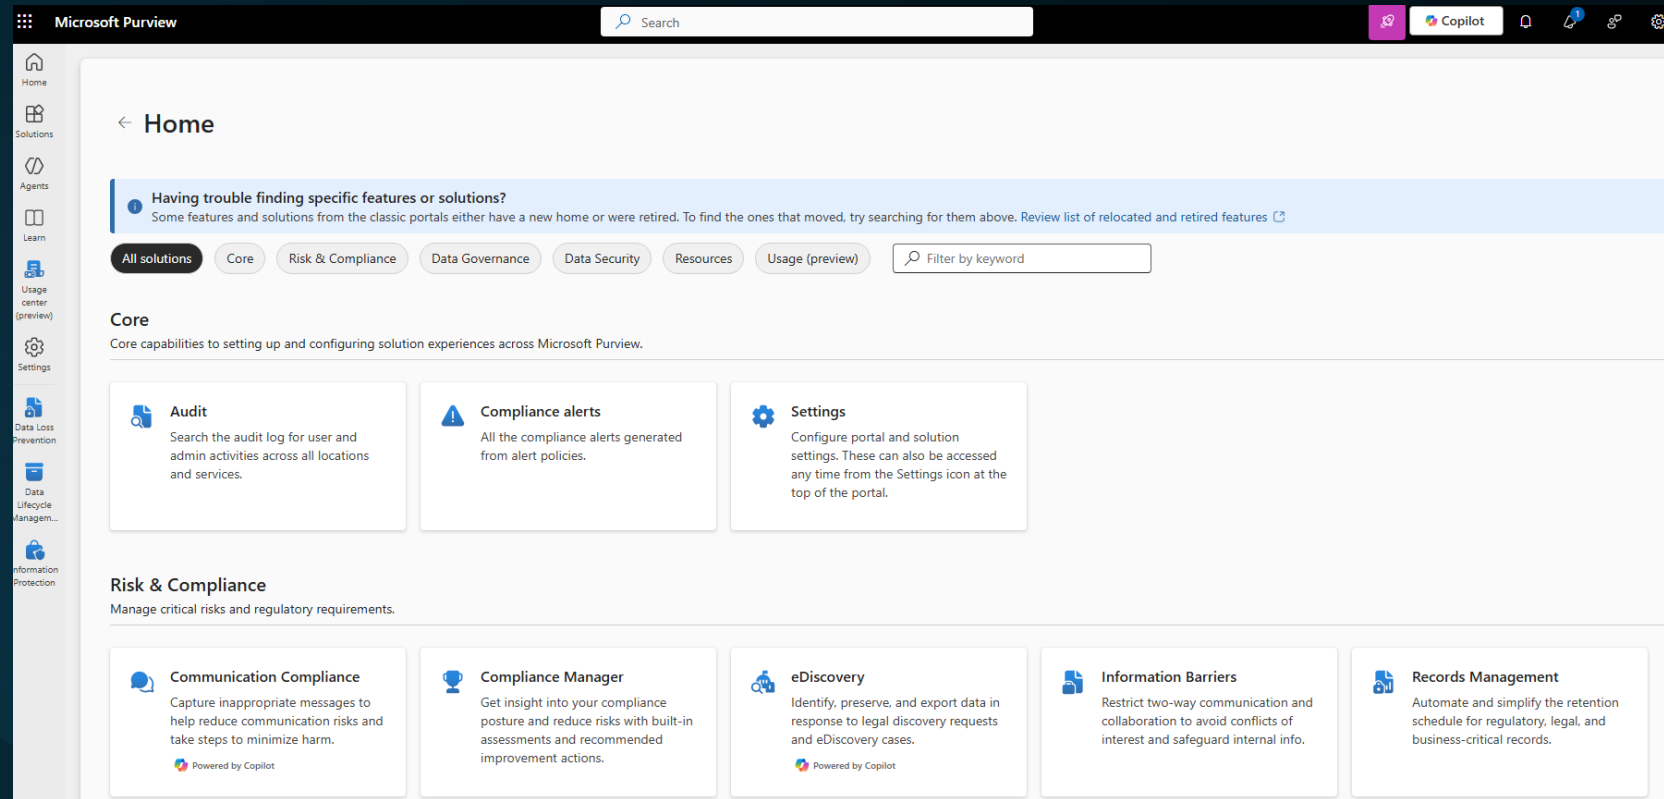 Microsoft Purview
Search
Copilot
1
Home
Solutions
Agents
Learn
Usage
center
(preview)
Settings
Data Loss
Prevention
Data
Lifecycle
Managem...
Information
Protection
Home
Having trouble finding specific features or solutions?
Some features and solutions from the classic portals either have a new home or were retired. To find the ones that moved, try searching for them above. Review list of relocated and retired features
All solutions
Core
Risk & Compliance
Data Governance
Data Security
Resources
Usage (preview)
Filter by keyword
Core
Core capabilities to setting up and configuring solution experiences across Microsoft Purview.
Audit
Search the audit log for user and
admin activities across all locations
and services.
Compliance alerts
All the compliance alerts generated
from alert policies.
Settings
Configure portal and solution
settings. These can also be accessed
any time from the Settings icon at the
top of the portal.
Risk & Compliance
Manage critical risks and regulatory requirements.
Communication Compliance
Capture inappropriate messages to
help reduce communication risks and
take steps to minimize harm.
Powered by Copilot
Compliance Manager
Get insight into your compliance
posture and reduce risks with built-in
assessments and recommended
improvement actions.
eDiscovery
Identify, preserve, and export data in
response to legal discovery requests
and eDiscovery cases.
Powered by Copilot
Information Barriers
Restrict two-way communication and
collaboration to avoid conflicts of
interest and safeguard internal info.
Records Management
Automate and simplify the retention
schedule for regulatory, legal, and
business-critical records.